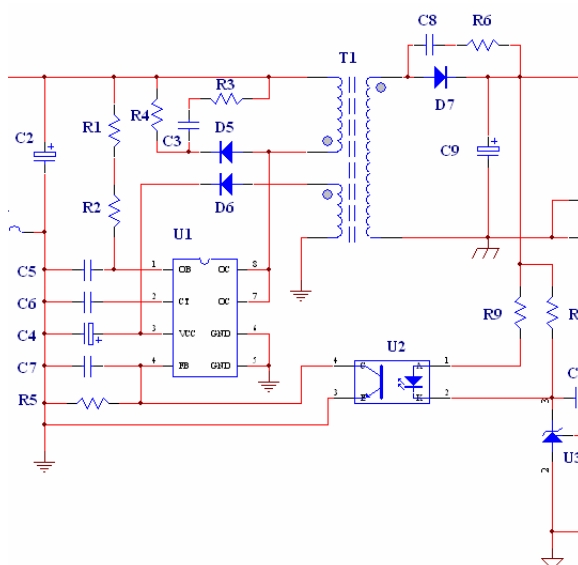 C8 R6
T1
R3
R4
D7
C2 R1
C3 D5
C9
D6
R2
U1
C5 1 OB OC 8
C6 2 CT OC 7
C4 3 VCC GND 6
C7 4 FB GND 5
R5
R9 R
U2
4 C A 1
3 E K 2
C
3
U3
2